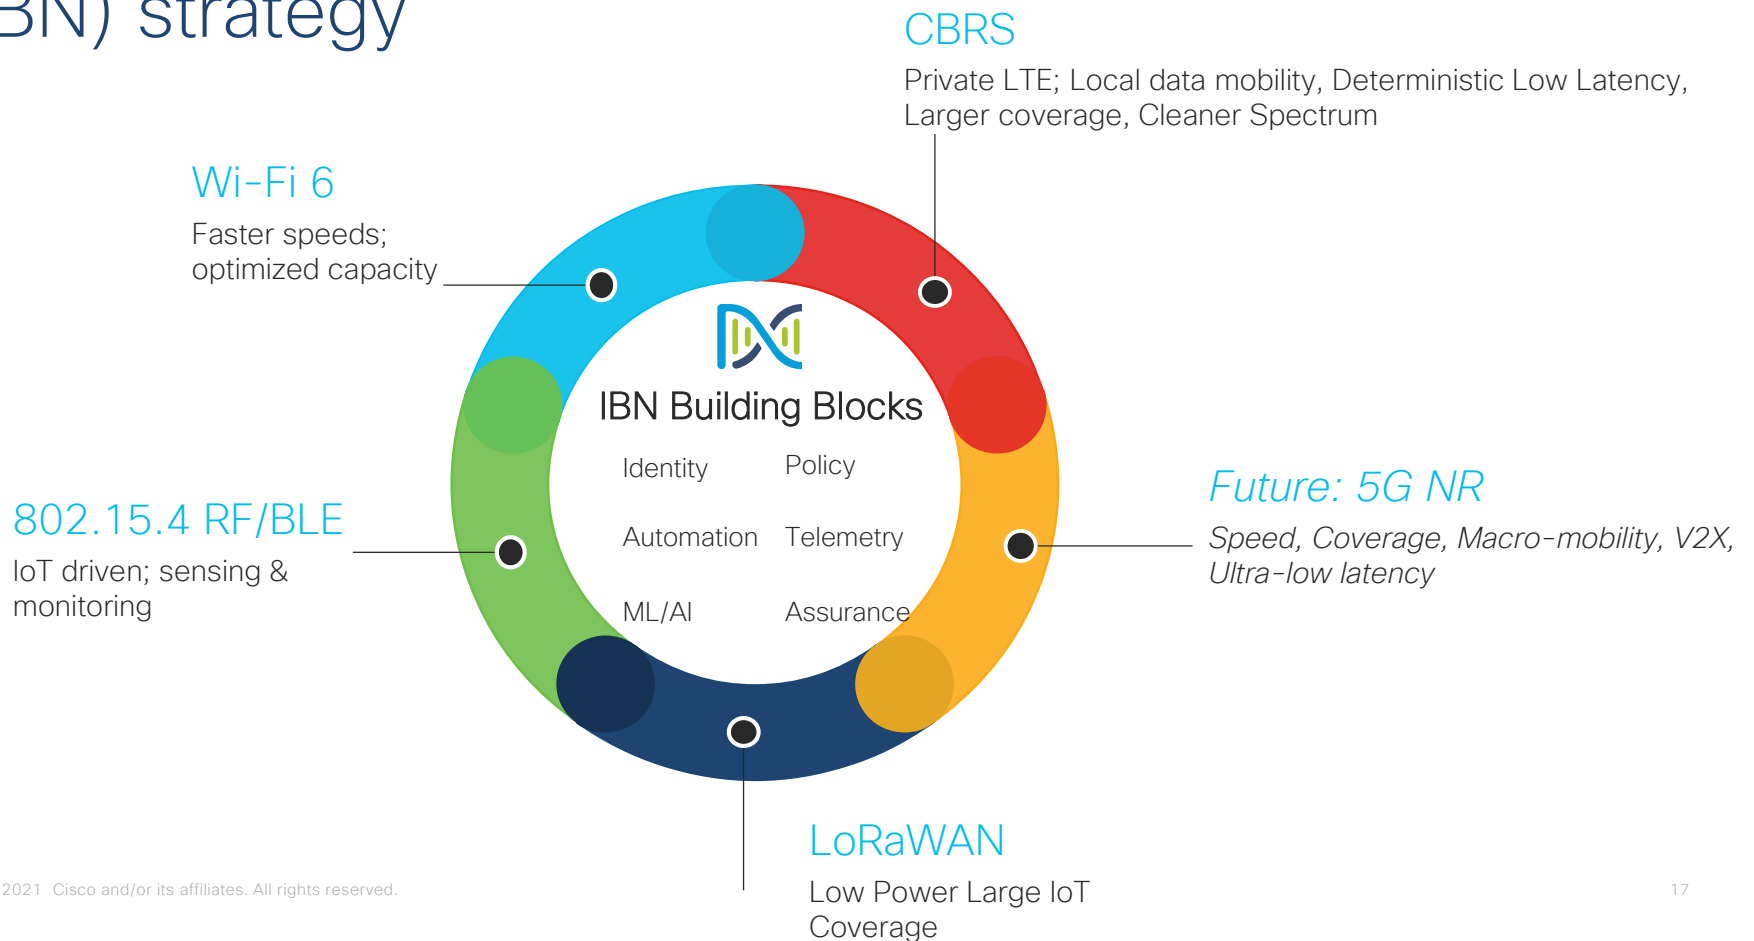 BN) strategy
CBRS
Private LTE; Local data mobility, Deterministic Low Latency,
Larger coverage, Cleaner Spectrum
Wi-Fi 6
Faster speeds;
optimized capacity
IBN Building Blocks
Identity Policy
Automation Telemetry
ML/AI Assurance
802.15.4 RF/BLE
IoT driven; sensing &
monitoring
Future: 5G NR
Speed, Coverage, Macro-mobility, V2X,
Ultra-low latency
LoRaWAN
Low Power Large IoT
Coverage
2021 Cisco and/or its affiliates. All rights reserved.
17